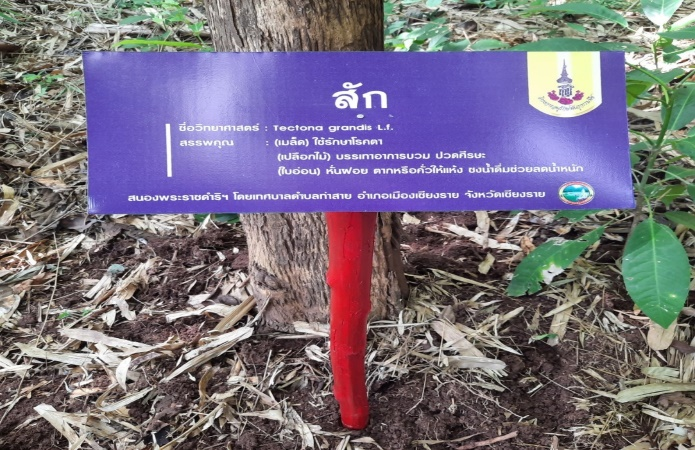 สัก
ชื่อวิทยาศาสตร์ : Tectona grandis L.f.
สรรพคุณ : (เมล็ด) ใช้รักษาโรคตา
(เปลือกไม้) บรรเทาอาการบวม ปวดศีรษะ
(ใบอ่อน) หั่นฝอย ตากหรือคั่วให้แห้ง ชงน้ำดื่มช่วยลดน้ำหนัก
สนองพระราชดำริฯ โดยเทศบาลตำบลท่าสาย อำเภอเมืองเชียงราย จังหวัดเชียงราย